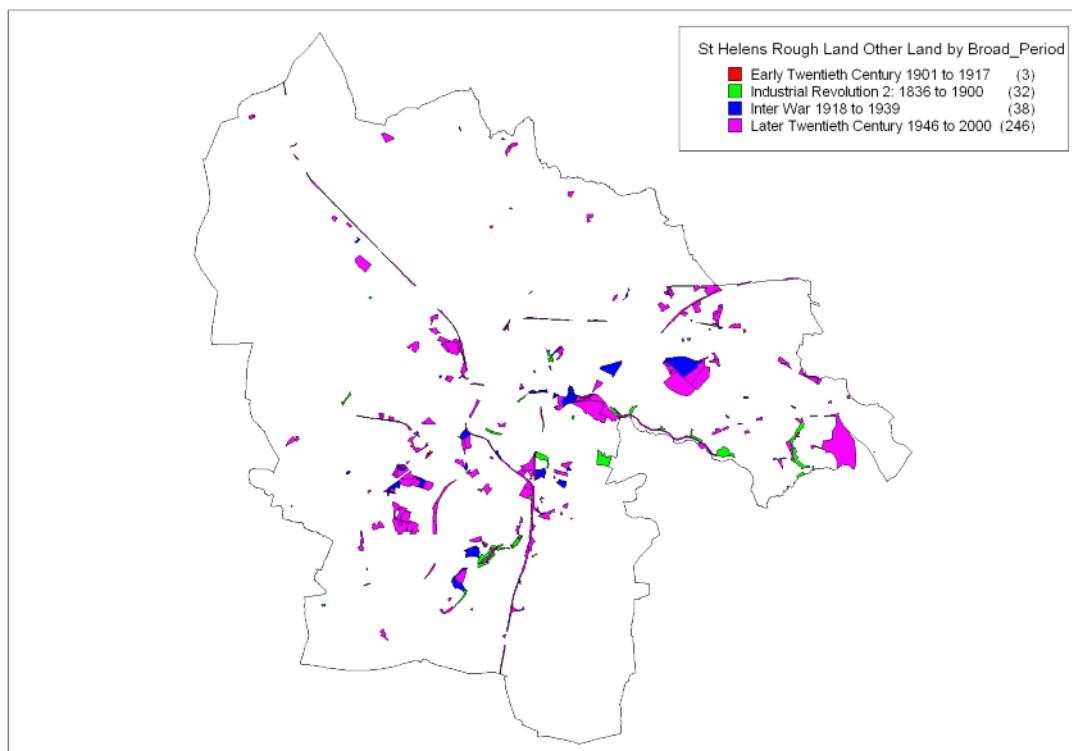 St Helens Rough Land Other Land by Broad_Period
Early Twentieth Century 1901 to 1917 (3)
Industrial Revolution 2: 1836 to 1900 (32)
Inter War 1918 to 1939 (38)
Later Twentieth Century 1946 to 2000 (246)